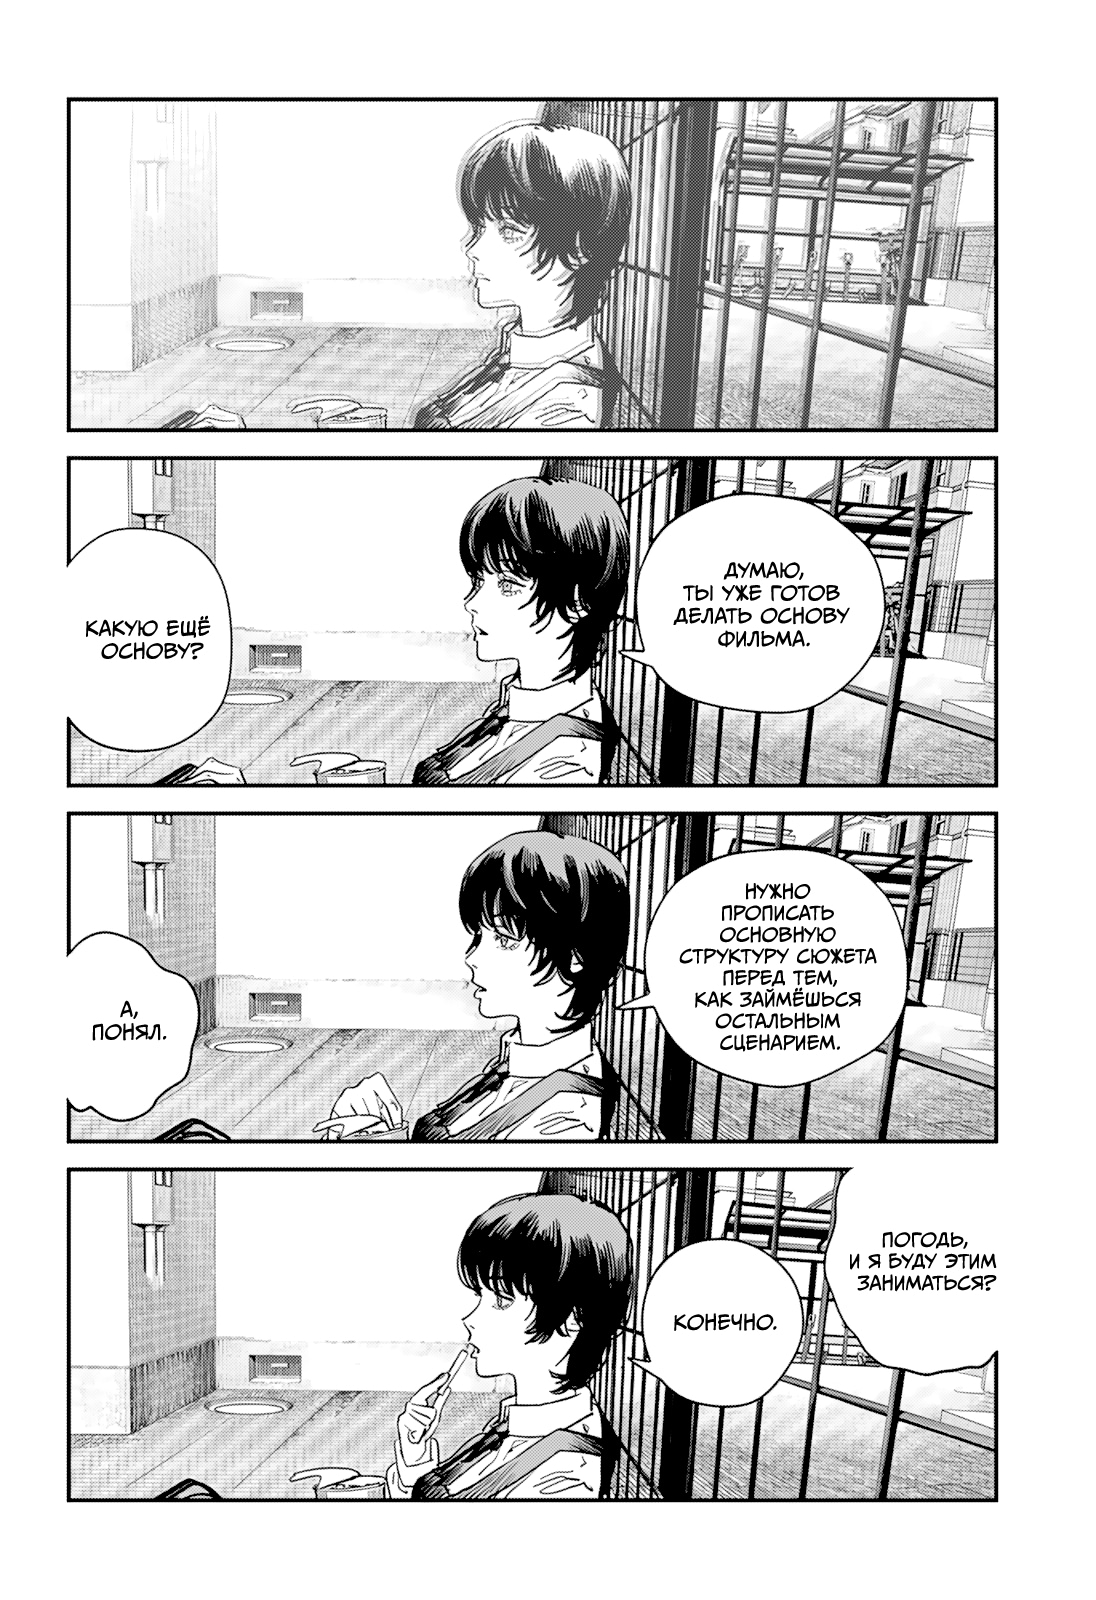 ДУМАЮ,
ТЫ УЖЕ ГОТОВ
ДЕЛАТЬ ОСНОВУ
ФИЛЬМА.
КАКУЮ ЕЩЁ
ОСНОВУ?
НУЖНО
ПРОПИСАТЬ
ОСНОВНУЮ
СТРУКТУРУ СЮЖЕТА
ПЕРЕД ТЕМ,
КАК ЗАЙМЁШЬСЯ
ОСТАЛЬНЫМ
СЦЕНАРИЕМ.
А,
ПОНЯЛ.
ПОГОДЬ,
И Я БУДУ ЭТИМ
ЗАНИМАТЬСЯ?
КОНЕЧНО.